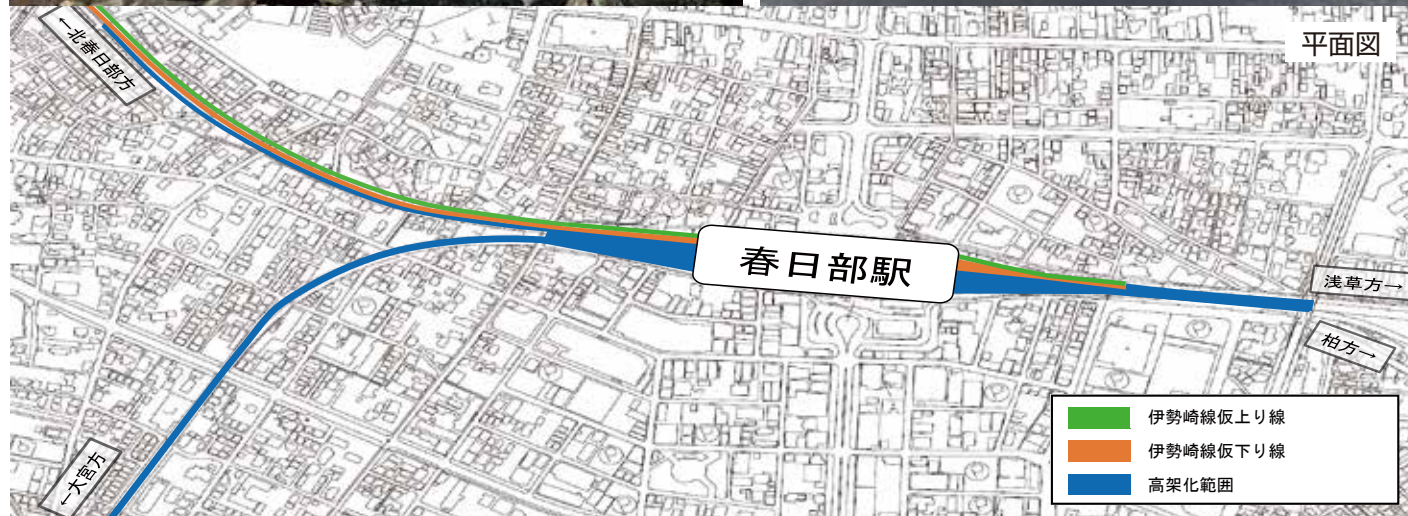 平面図
←北春日部方
春日部駅
浅草方→
柏方→
←大宮方
伊勢崎線仮上り線
伊勢崎線仮下り線
高架化範囲